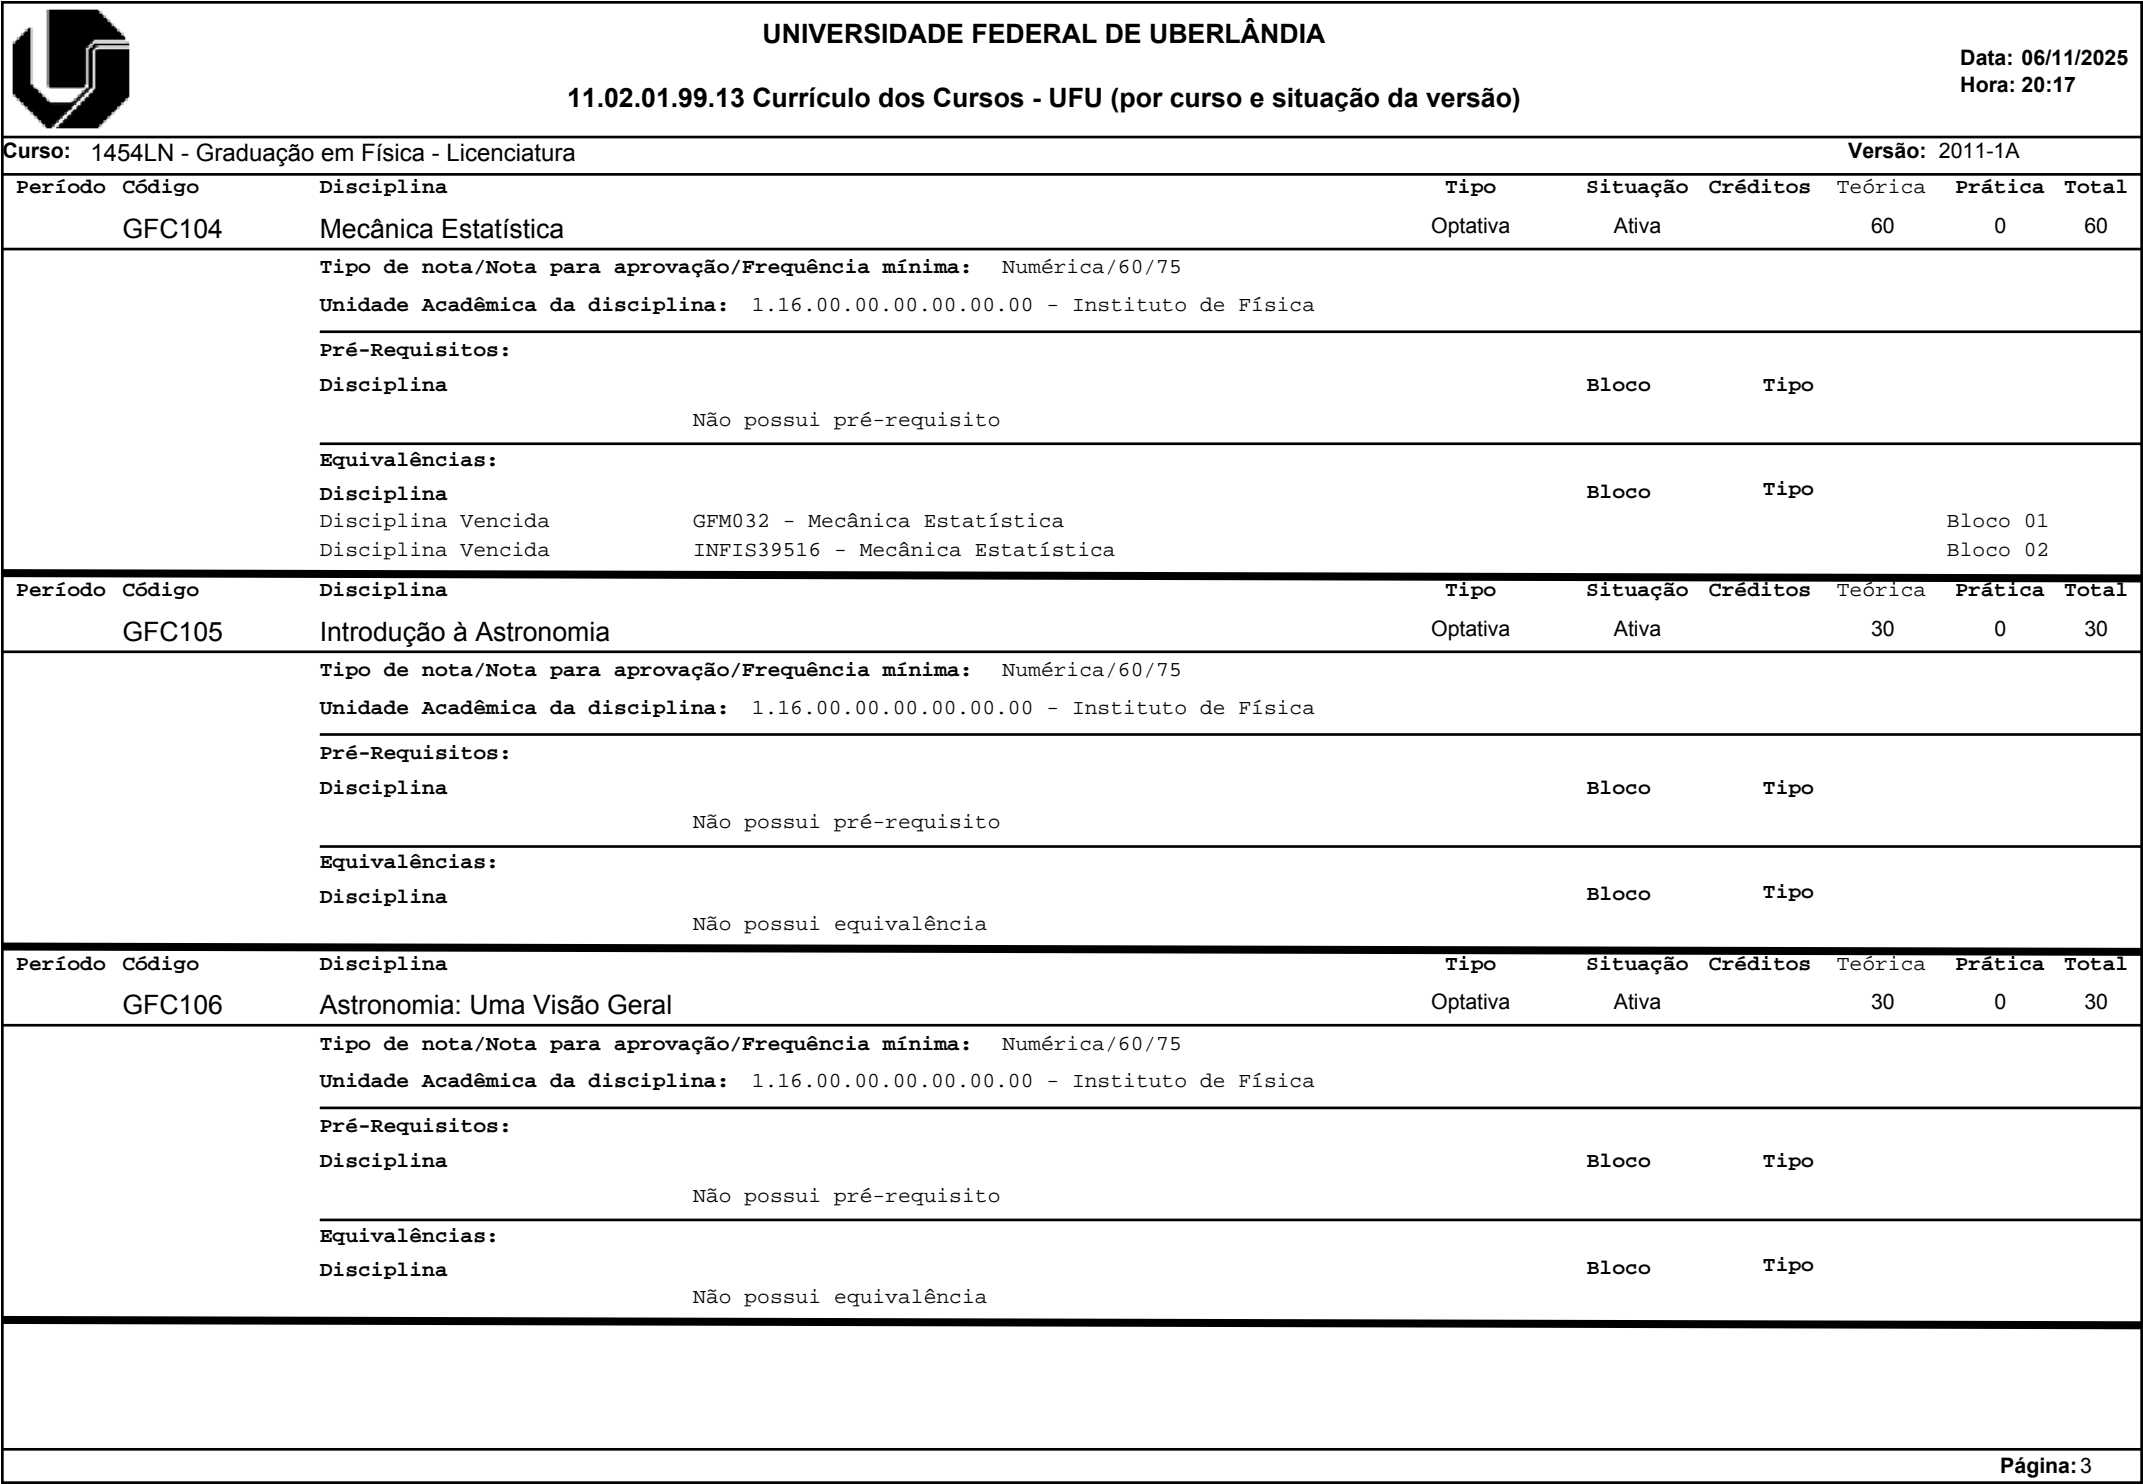 UNIVERSIDADE FEDERAL DE UBERLÂNDIA
Data: 06/11/2025
11.02.01.99.13 Currículo dos Cursos - UFU (por curso e situação da versão)
Hora: 20:17
Curso: 1454LN - Graduação em Física - Licenciatura Versão: 2011-1A
Período Código Disciplina Tipo Situação Créditos Teórica Prática Total
GFC104 Mecânica Estatística Optativa Ativa 60 0 60
Tipo de nota/Nota para aprovação/Frequência mínima: Numérica/60/75
Unidade Acadêmica da disciplina: 1.16.00.00.00.00.00.00 - Instituto de Física
Pré-Requisitos:
Disciplina Bloco Tipo
Não possui pré-requisito
Equivalências:
Disciplina Bloco Tipo
Disciplina Vencida GFM032 - Mecânica Estatística Bloco 01
Disciplina Vencida INFIS39516 - Mecânica Estatística Bloco 02
Período Código Disciplina Tipo Situação Créditos Teórica Prática Total
GFC105 Introdução à Astronomia Optativa Ativa 30 0 30
Tipo de nota/Nota para aprovação/Frequência mínima: Numérica/60/75
Unidade Acadêmica da disciplina: 1.16.00.00.00.00.00.00 - Instituto de Física
Pré-Requisitos:
Disciplina Bloco Tipo
Não possui pré-requisito
Equivalências:
Disciplina Bloco Tipo
Não possui equivalência
Período Código Disciplina Tipo Situação Créditos Teórica Prática Total
GFC106 Astronomia: Uma Visão Geral Optativa Ativa 30 0 30
Tipo de nota/Nota para aprovação/Frequência mínima: Numérica/60/75
Unidade Acadêmica da disciplina: 1.16.00.00.00.00.00.00 - Instituto de Física
Pré-Requisitos:
Disciplina Bloco Tipo
Não possui pré-requisito
Equivalências:
Disciplina Bloco Tipo
Não possui equivalência
Página: 3